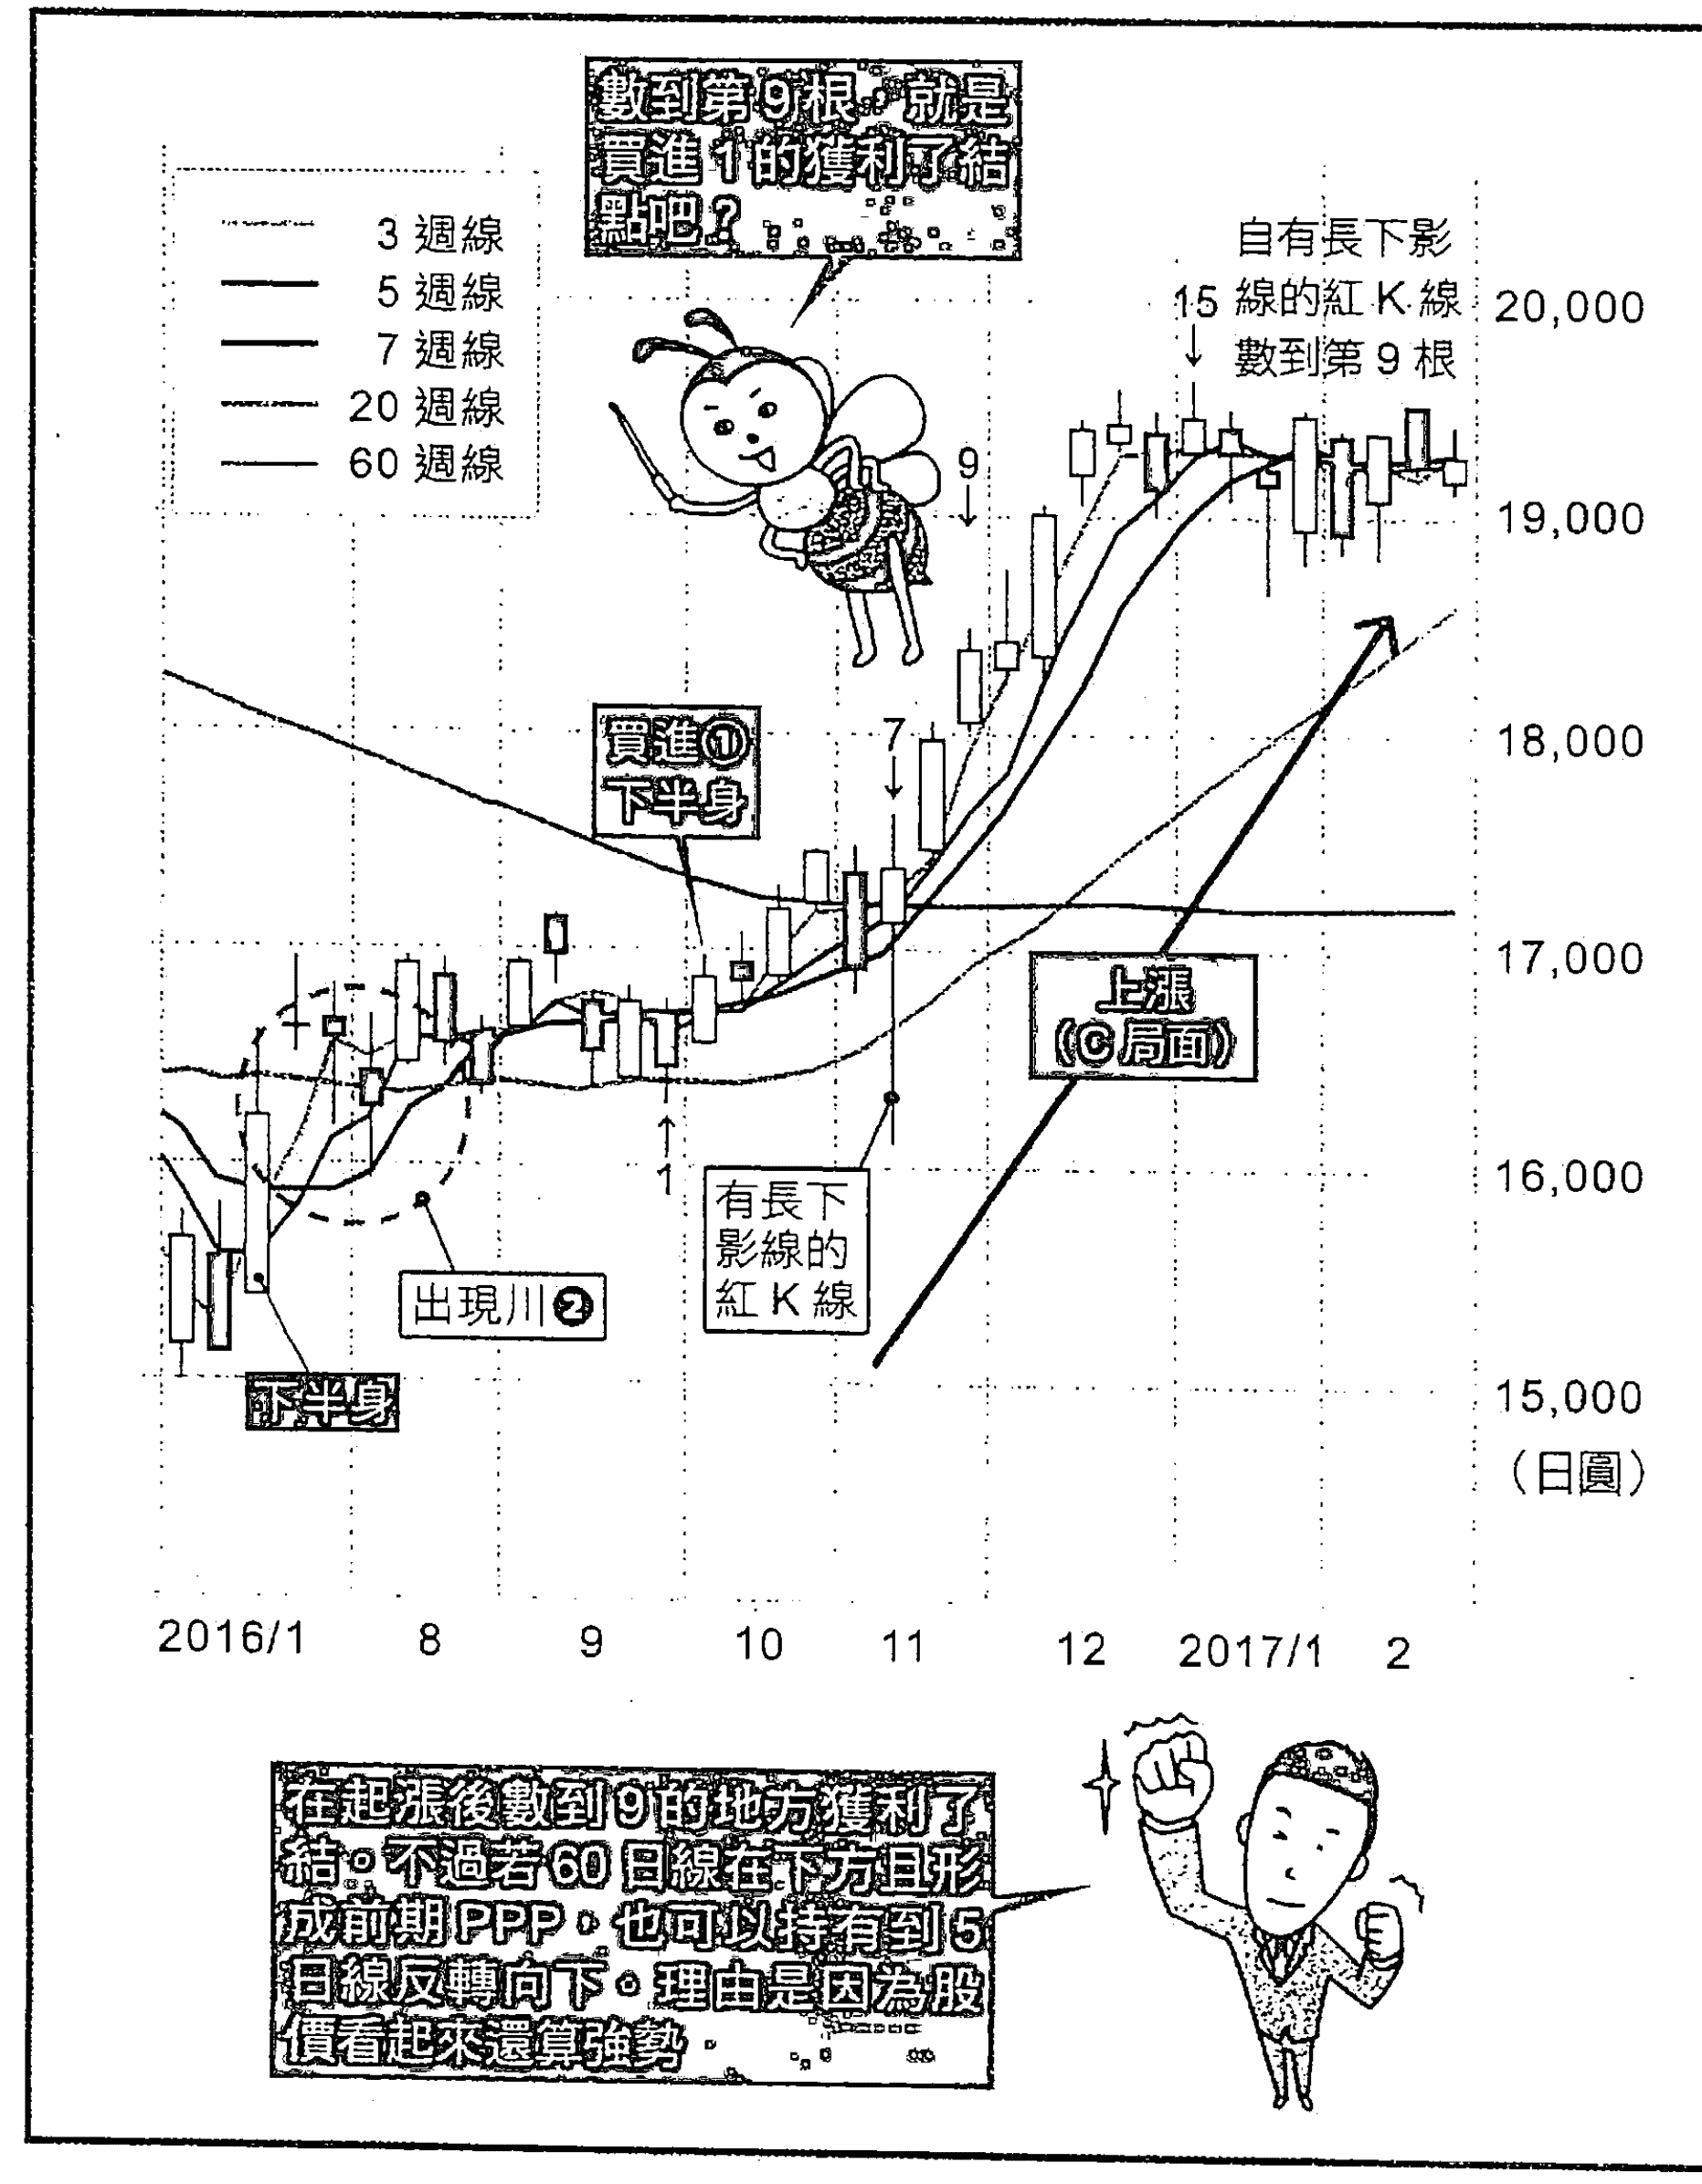 數到第9根，就是
買進1的獲利了結
點吧？
3 週線
5 週線
7 週線
20 週線
60 週線
自有長下影
線的紅 K 線
數到第 9 根
15
9
7
1
買進①
下半身
上漲
(C 局面)
有長下
影線的
紅 K 線
出現川❷
下半身
20,000
19,000
18,000
17,000
16,000
15,000
（日圓）
2016/1
8
9
10
11
12
2017/1
2
在起漲後數到9的地方獲利了
結。不過若60日線在下方且形
成前期PPP，也可以持有到5
日線反轉向下。理由是因為股
價看起來還算強勢